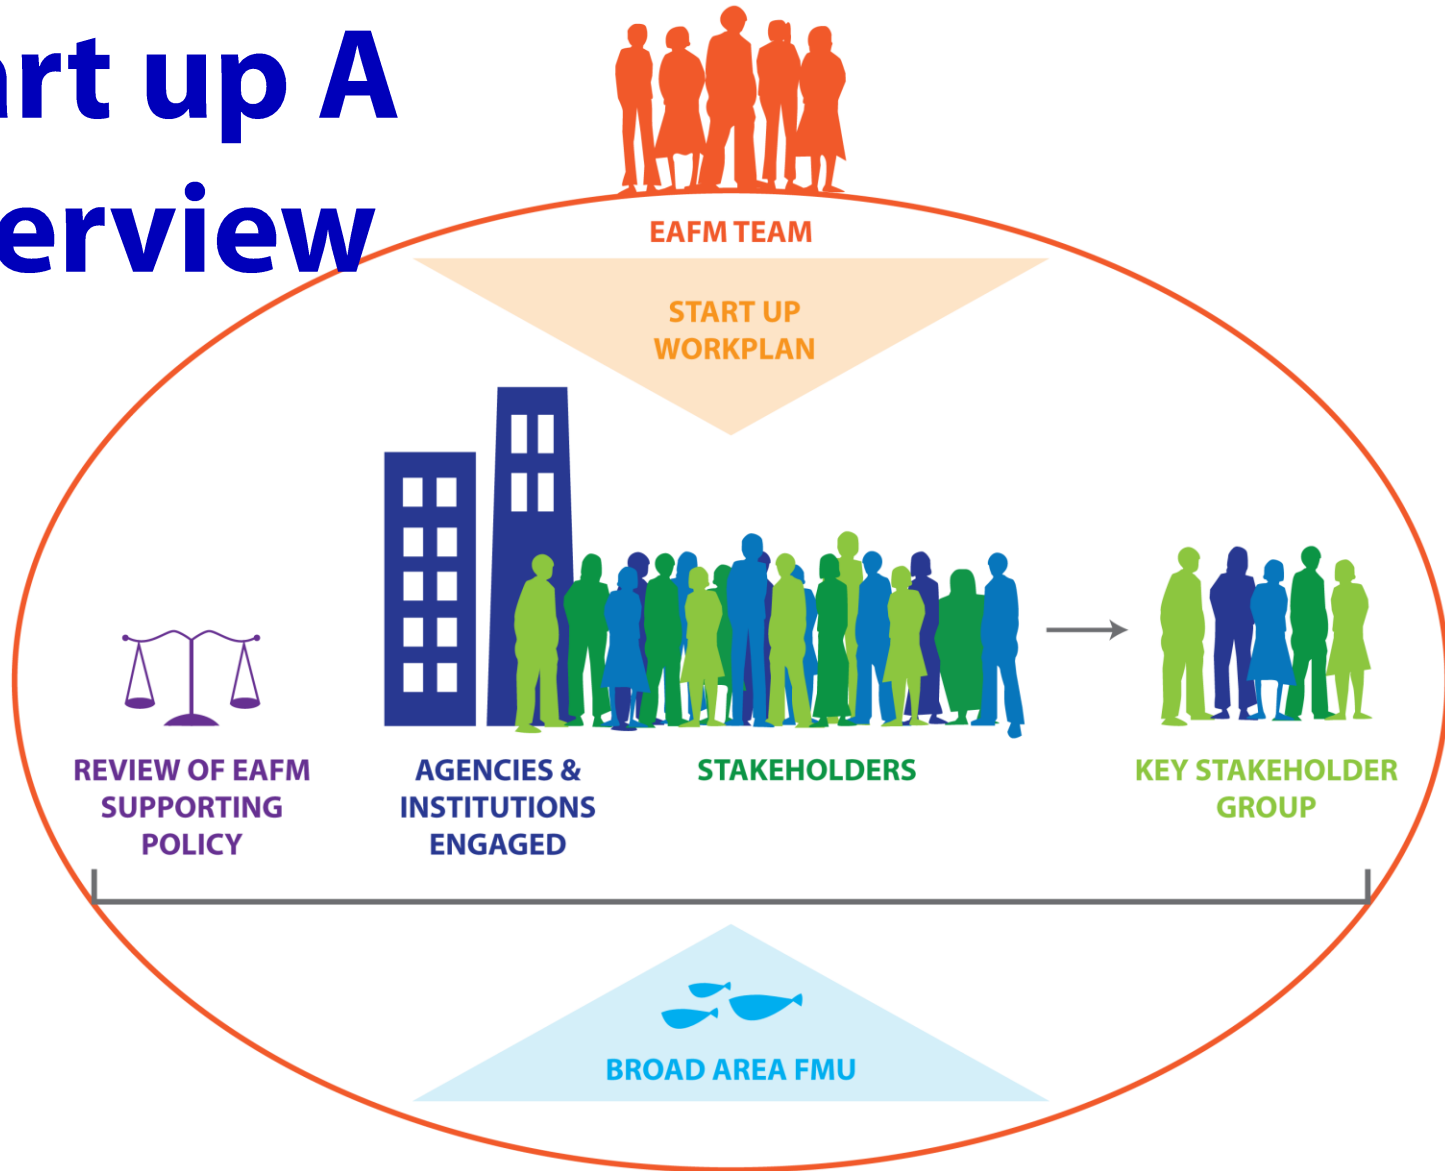 art up A
erview
EAFM TEAM
START UP
WORKPLAN
REVIEW OF EAFM
SUPPORTING
POLICY
AGENCIES &
INSTITUTIONS
ENGAGED
STAKEHOLDERS
KEY STAKEHOLDER
GROUP
BROAD AREA FMU